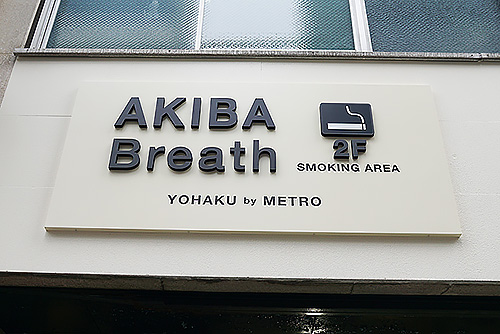 AKIBA
Breath
2F
SMOKING AREA
YOHAKU by METRO